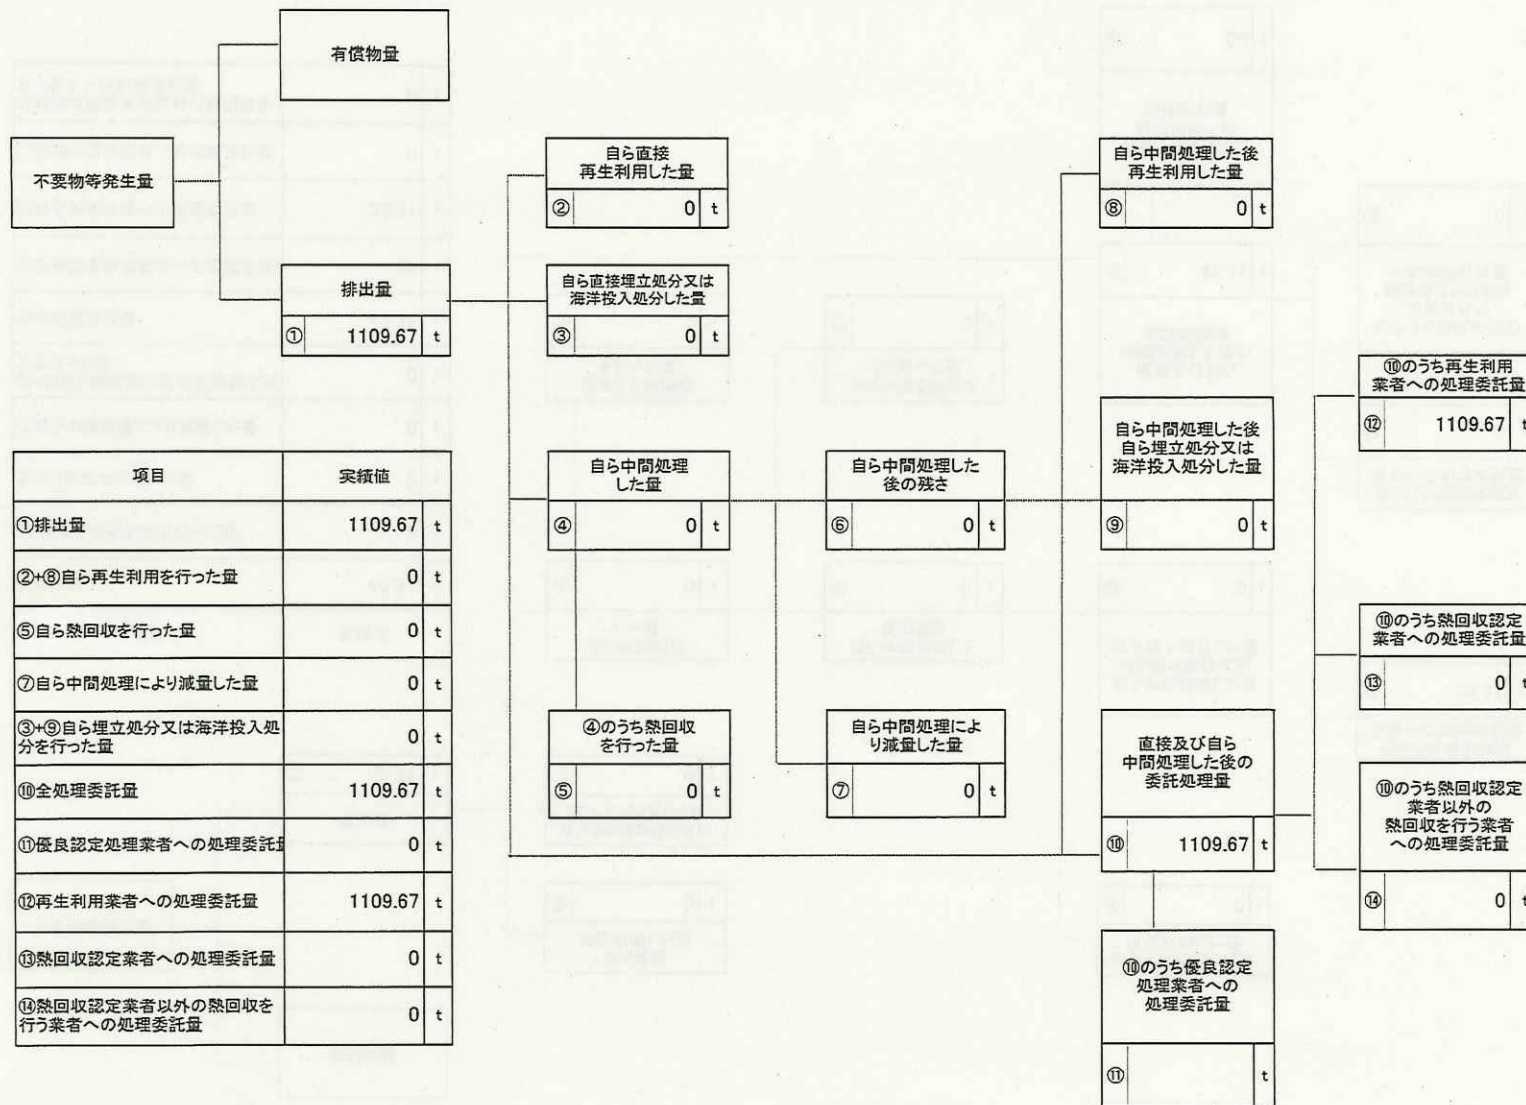 有償物量
不要物等発生量
排出量
① 1109.67 t
自ら直接
再生利用した量
② 0 t
自ら直接埋立処分又は
海洋投入処分した量
③ 0 t
自ら中間処理
した量
④ 0 t
④のうち熱回収
を行った量
⑤ 0 t
自ら中間処理した
後の残さ
⑥ 0 t
自ら中間処理によ
り減量した量
⑦ 0 t
自ら中間処理した後
再生利用した量
⑧ 0 t
自ら中間処理した後
自ら埋立処分又は
海洋投入処分した量
⑨ 0 t
直接及び自ら
中間処理した後の
委託処理量
⑩ 1109.67 t
⑩のうち優良認定
処理業者への
処理委託量
⑪ t
⑩のうち再生利用
業者への処理委託量
⑫ 1109.67 t
⑩のうち熱回収認定
業者への処理委託量
⑬ 0 t
⑩のうち熱回収認定
業者以外の
熱回収を行う業者
への処理委託量
⑭ 0 t
項目 実績値
①排出量 1109.67 t
②+⑧自ら再生利用を行った量 0 t
⑤自ら熱回収を行った量 0 t
⑦自ら中間処理により減量した量 0 t
③+⑨自ら埋立処分又は海洋投入処
分を行った量 0 t
⑩全処理委託量 1109.67 t
⑪優良認定処理業者への処理委託 0 t
⑫再生利用業者への処理委託量 1109.67 t
⑬熱回収認定業者への処理委託量 0 t
⑭熱回収認定業者以外の熱回収を
行う業者への処理委託量 0 t